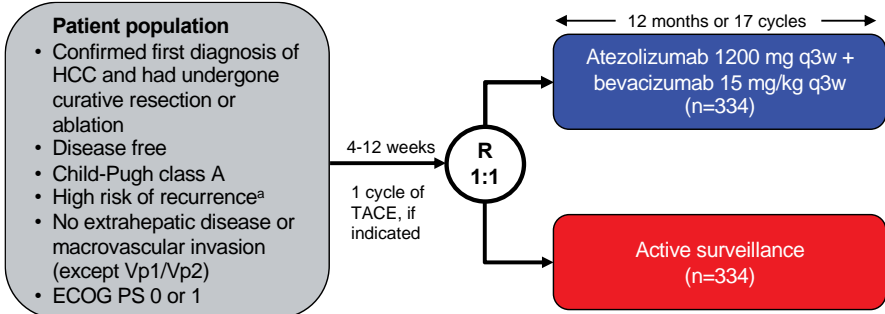 Patient population
• Confirmed first diagnosis of
HCC and had undergone
curative resection or
ablation
• Disease free
• Child-Pugh class A
• High risk of recurrenceᵃ
• No extrahepatic disease or
macrovascular invasion
(except Vp1/Vp2)
• ECOG PS 0 or 1
4-12 weeks
1 cycle of
TACE, if
indicated
R
1:1
12 months or 17 cycles
Atezolizumab 1200 mg q3w +
bevacizumab 15 mg/kg q3w
(n=334)
Active surveillance
(n=334)